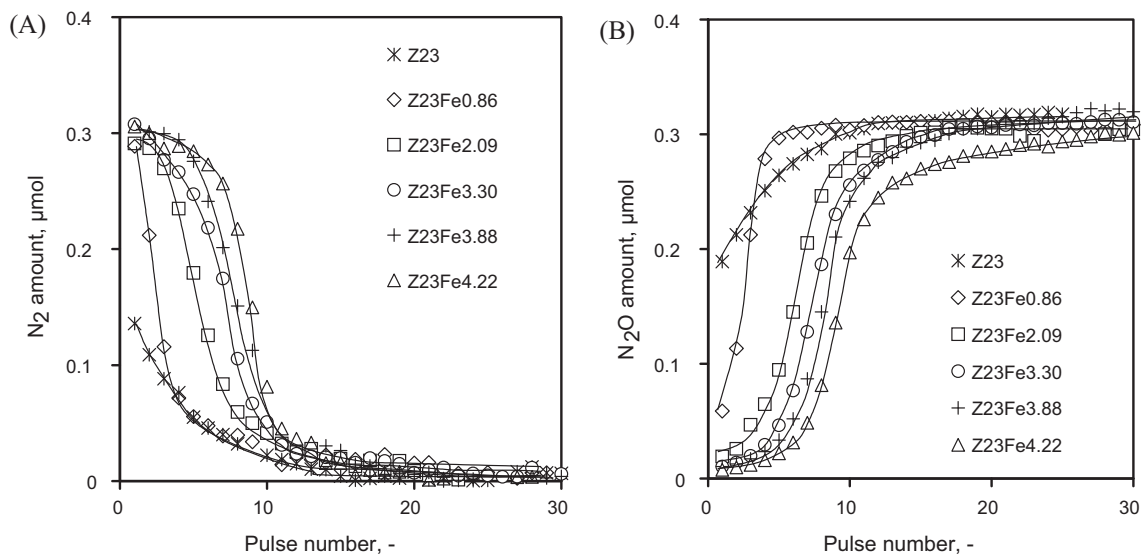 (A)
0.4
0.3
0.2
0.1
0
N₂ amount, µmol
0
10
20
30
Pulse number, -
Z23
Z23Fe0.86
Z23Fe2.09
Z23Fe3.30
Z23Fe3.88
Z23Fe4.22
(B)
0.4
0.3
0.2
0.1
0
N₂O amount, µmol
0
10
20
30
Pulse number, -
Z23
Z23Fe0.86
Z23Fe2.09
Z23Fe3.30
Z23Fe3.88
Z23Fe4.22